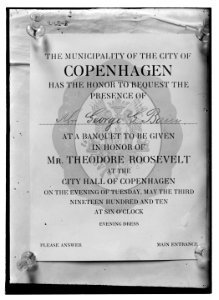 THE MUNICIPALITY OF THE CITY OF
COPENHAGEN
HAS THE HONOR TO REQUEST THE
PRESENCE OF
George E.
AT A BANQUET TO BE GIVEN
IN HONOR OF
MR. THEODORE ROOSEVELT
AT THE
CITY HALL OF COPENHAGEN
ON THE EVENING OF TUESDAY, MAY THE THIRD
NINETEEN HUNDRED AND TEN
AT SIX O'CLOCK
EVENING DRESS
PLEASE ANSWER. MAIN ENTRANCE.